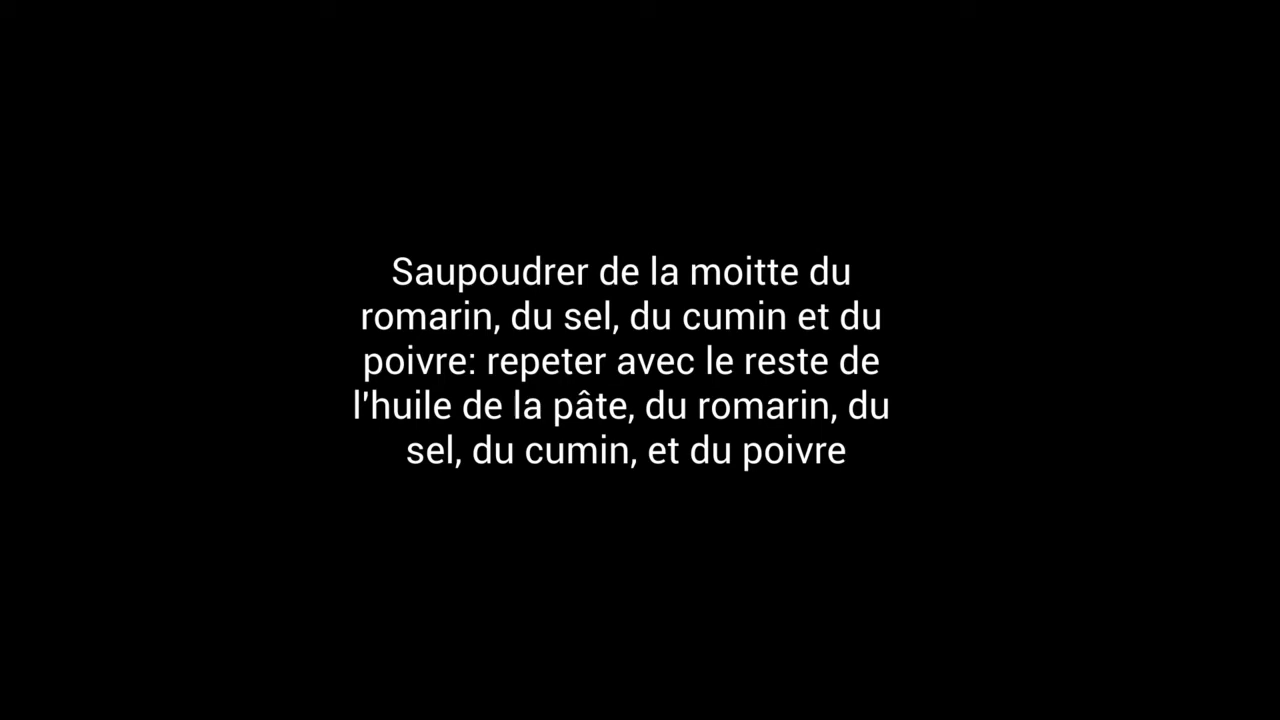 Saupoudrer de la moitte du
romarin, du sel, du cumin et du
poivre: repeter avec le reste de
l'huile de la pâte, du romarin, du
sel, du cumin, et du poivre